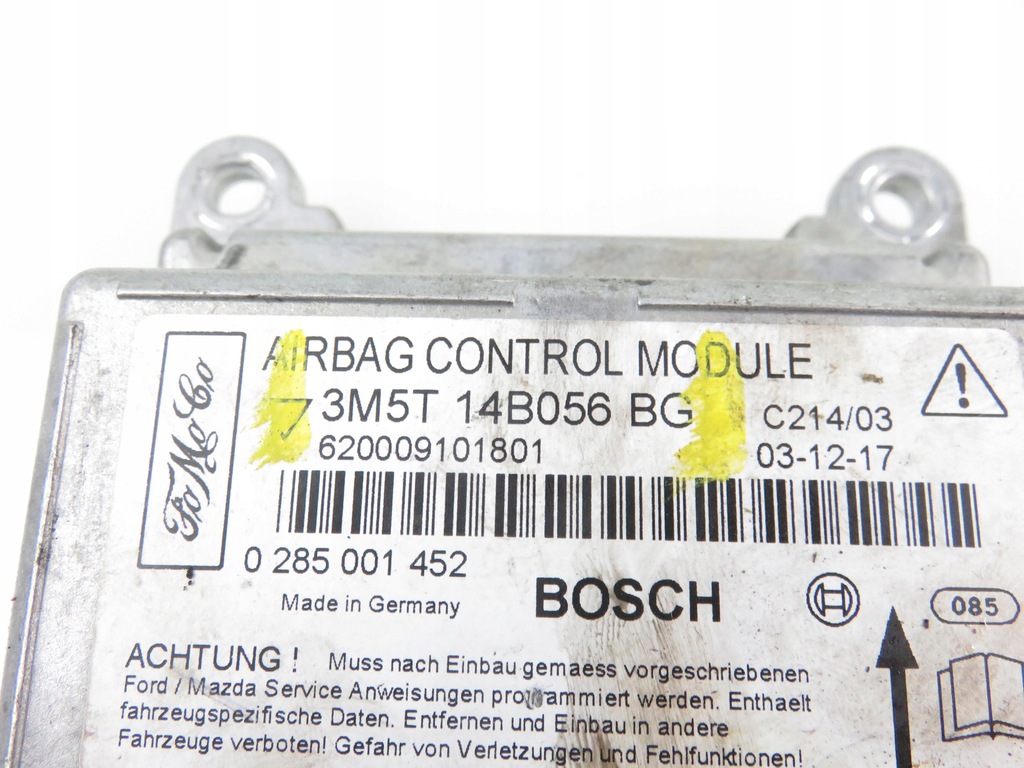 AIRBAG CONTROL MODULE
3M5T 14B056 BG
C214/03
620009101801
03-12-17
FoMoCo
0 285 001 452
Made in Germany
BOSCH
085
ACHTUNG ! Muss nach Einbau gemaess vorgeschriebenen
Ford / Mazda Service Anweisungen programmiert werden. Enthaelt
fahrzeugspezifische Daten. Entfernen und Einbau in andere
Fahrzeuge verboten! Gefahr von Verletzungen und Fehlfunktionen!